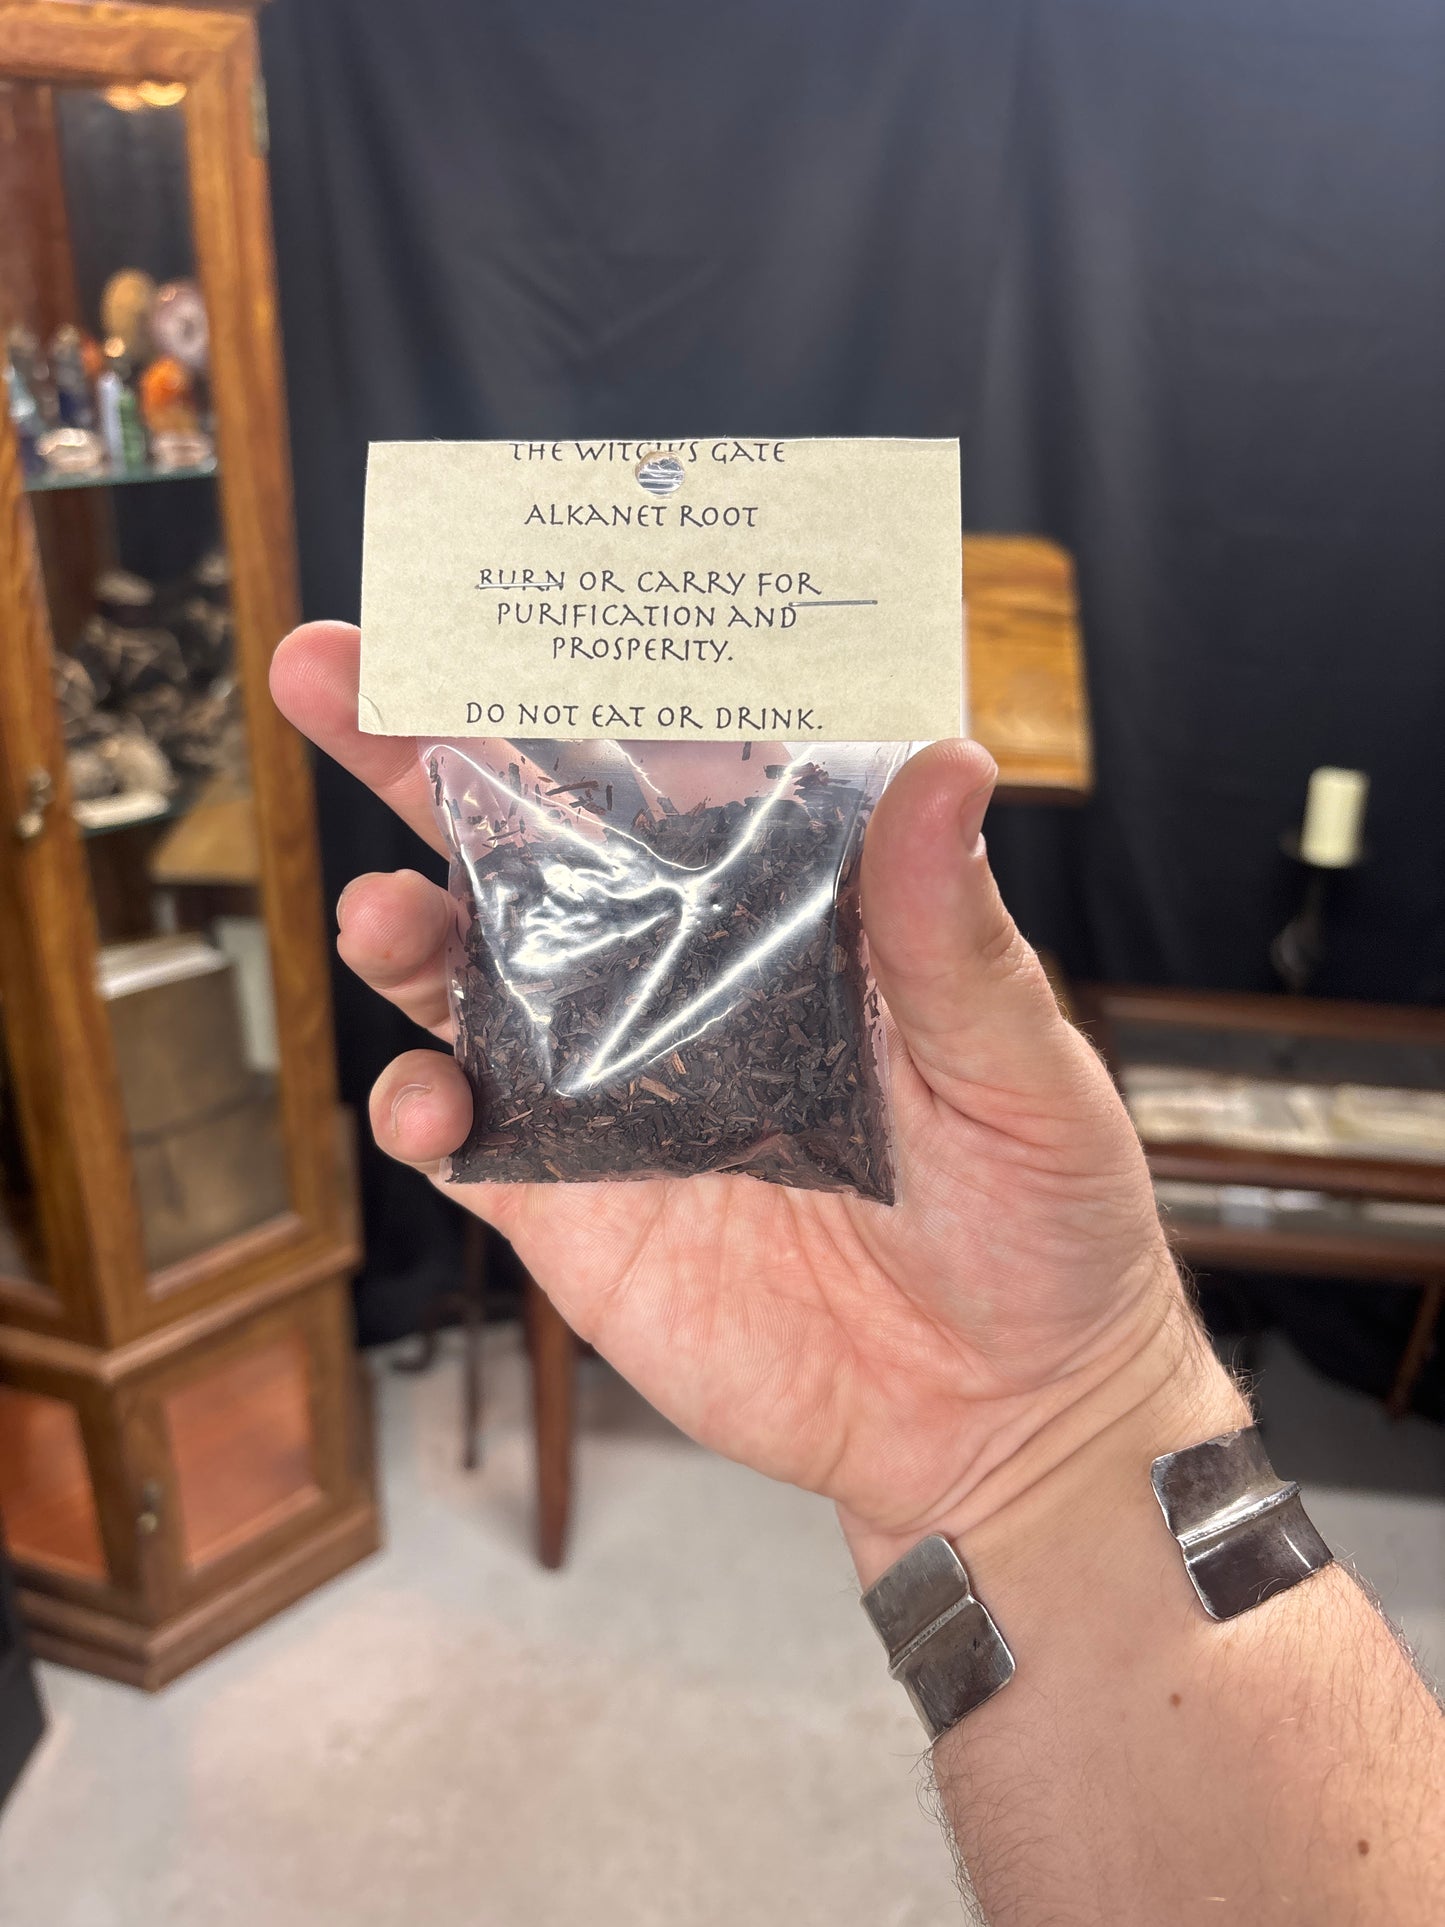 THE WITCH'S GATE
ALKANET ROOT
BURN OR CARRY FOR
PURIFICATION AND
PROSPERITY.
DO NOT EAT OR DRINK.